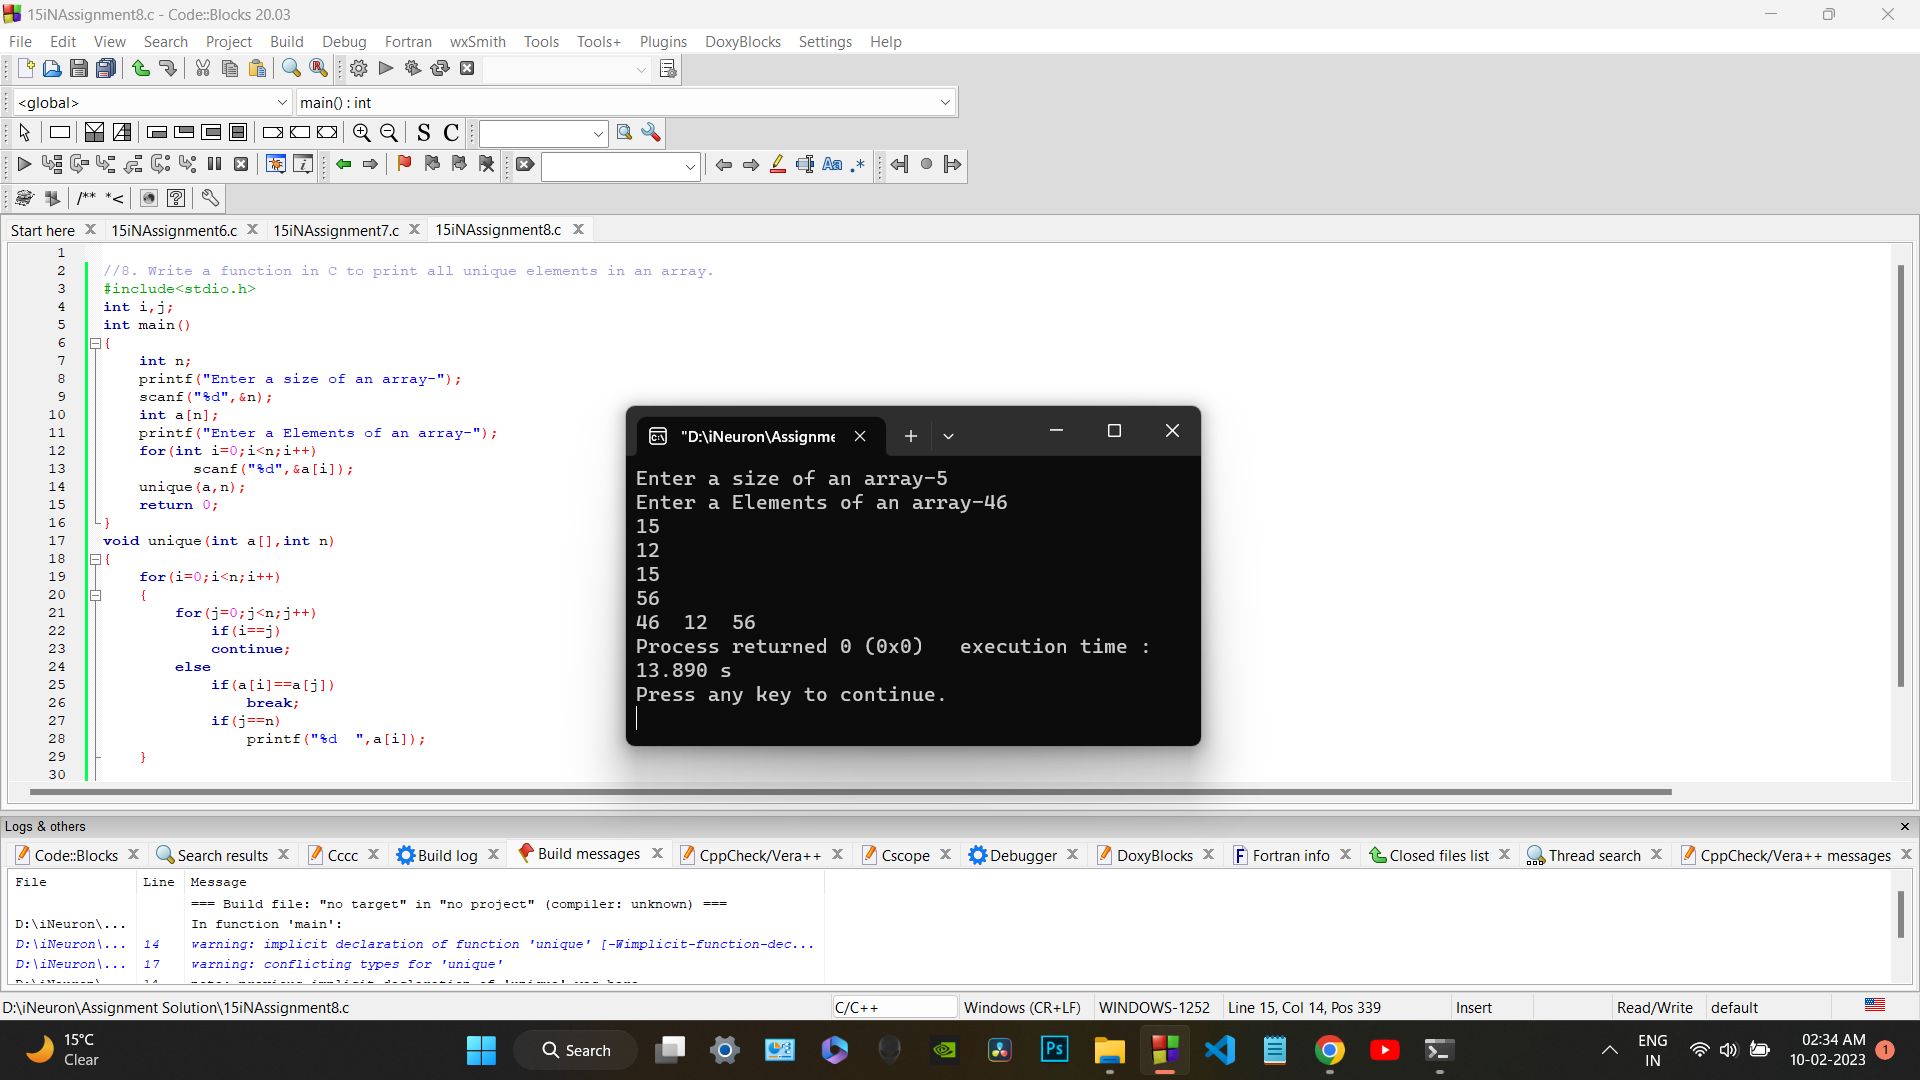 15iNAssignment8.c - Code::Blocks 20.03
File Edit View Search Project Build Debug Fortran wxSmith Tools Tools+ Plugins DoxyBlocks Settings Help
<global> main() : int
S C
Aa .*
/** *<
Start here 15iNAssignment6.c 15iNAssignment7.c 15iNAssignment8.c
1
2 //8. Write a function in C to print all unique elements in an array.
3 #include<stdio.h>
4 int i,j;
5 int main()
6 {
7 int n;
8 printf("Enter a size of an array-");
9 scanf("%d",&n);
10 int a[n];
11 printf("Enter a Elements of an array-");
12 for(int i=0;i<n;i++)
13 scanf("%d",&a[i]);
14 unique(a,n);
15 return 0;
16 }
17 void unique(int a[],int n)
18 {
19 for(i=0;i<n;i++)
20 {
21 for(j=0;j<n;j++)
22 if(i==j)
23 continue;
24 else
25 if(a[i]==a[j])
26 break;
27 if(j==n)
28 printf("%d  ",a[i]);
29 }
30
"D:\iNeuron\Assignme
Enter a size of an array-5
Enter a Elements of an array-46
15
12
15
56
46  12  56
Process returned 0 (0x0)   execution time :
13.890 s
Press any key to continue.
Logs & others
Code::Blocks Search results Cccc Build log Build messages CppCheck/Vera++ Cscope Debugger DoxyBlocks Fortran info Closed files list Thread search CppCheck/Vera++ messages
File Line Message
=== Build file: "no target" in "no project" (compiler: unknown) ===
D:\iNeuron\... In function 'main':
D:\iNeuron\... 14 warning: implicit declaration of function 'unique' [-Wimplicit-function-dec...
D:\iNeuron\... 17 warning: conflicting types for 'unique'
D:\iNeuron\Assignment Solution\15iNAssignment8.c C/C++ Windows (CR+LF) WINDOWS-1252 Line 15, Col 14, Pos 339 Insert Read/Write default
15°C
Clear
Search
Ps
ENG
IN
02:34 AM
10-02-2023
1